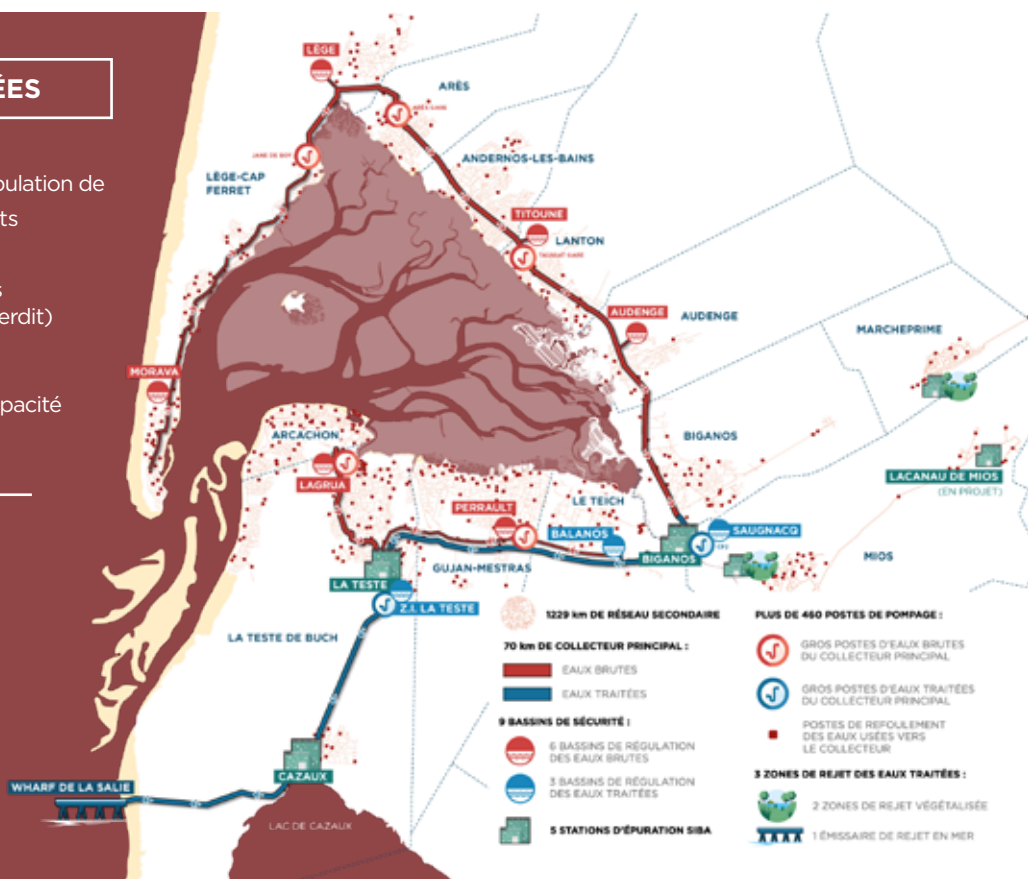 ÉES
pulation de
ts
s
erdit)
pacité
LÈGE
ARÈS
ARÈS GARE
JANE DE BOY
ANDERNOS-LES-BAINS
LÈGE-CAP
FERRET
TITOUNE
LANTON
TAUSSAT GARE
AUDENGE
AUDENGE
MARCHEPRIME
MORAVA
ARCACHON
BIGANOS
LAGRUA
LACANAU DE MIOS
(EN PROJET)
LE TEICH
PERRAULT
BALANOS
SAUGNACQ
BIGANOS
MIOS
LA TESTE
GUJAN-MESTRAS
Z.I. LA TESTE
LA TESTE DE BUCH
CAZAUX
WHARF DE LA SALIE
LAC DE CAZAUX
1229 km DE RÉSEAU SECONDAIRE
70 km DE COLLECTEUR PRINCIPAL :
EAUX BRUTES
EAUX TRAITÉES
9 BASSINS DE SÉCURITÉ :
6 BASSINS DE RÉGULATION
DES EAUX BRUTES
3 BASSINS DE RÉGULATION
DES EAUX TRAITÉES
5 STATIONS D'ÉPURATION SIBA
PLUS DE 460 POSTES DE POMPAGE :
GROS POSTES D'EAUX BRUTES
DU COLLECTEUR PRINCIPAL
GROS POSTES D'EAUX TRAITÉES
DU COLLECTEUR PRINCIPAL
POSTES DE REFOULEMENT
DES EAUX USÉES VERS
LE COLLECTEUR
3 ZONES DE REJET DES EAUX TRAITÉES :
2 ZONES DE REJET VÉGÉTALISÉE
1 ÉMISSAIRE DE REJET EN MER